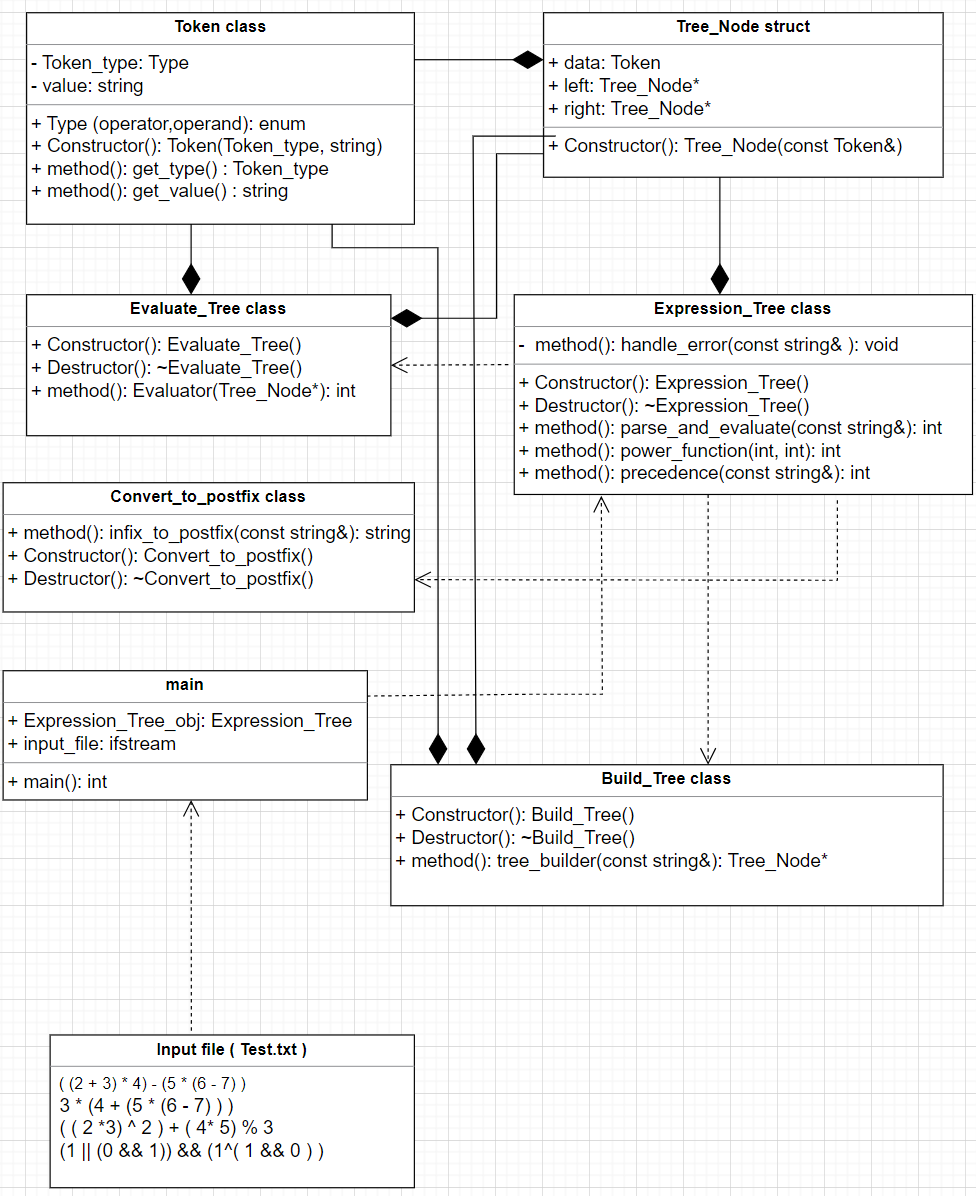 Token class
- Token_type: Type
- value: string
+ Type (operator,operand): enum
+ Constructor(): Token(Token_type, string)
+ method(): get_type() : Token_type
+ method(): get_value() : string
Tree_Node struct
+ data: Token
+ left: Tree_Node*
+ right: Tree_Node*
+ Constructor(): Tree_Node(const Token&)
Evaluate_Tree class
+ Constructor(): Evaluate_Tree()
+ Destructor(): ~Evaluate_Tree()
+ method(): Evaluator(Tree_Node*): int
Expression_Tree class
- method(): handle_error(const string& ): void
+ Constructor(): Expression_Tree()
+ Destructor(): ~Expression_Tree()
+ method(): parse_and_evaluate(const string&): int
+ method(): power_function(int, int): int
+ method(): precedence(const string&): int
Convert_to_postfix class
+ method(): infix_to_postfix(const string&): string
+ Constructor(): Convert_to_postfix()
+ Destructor(): ~Convert_to_postfix()
main
+ Expression_Tree_obj: Expression_Tree
+ input_file: ifstream
+ main(): int
Build_Tree class
+ Constructor(): Build_Tree()
+ Destructor(): ~Build_Tree()
+ method(): tree_builder(const string&): Tree_Node*
Input file ( Test.txt )
( (2 + 3) * 4) - (5 * (6 - 7) )
3 * (4 + (5 * (6 - 7) ) )
( ( 2 *3) ^ 2 ) + ( 4* 5) % 3
(1 || (0 && 1)) && (1^( 1 && 0 ) )